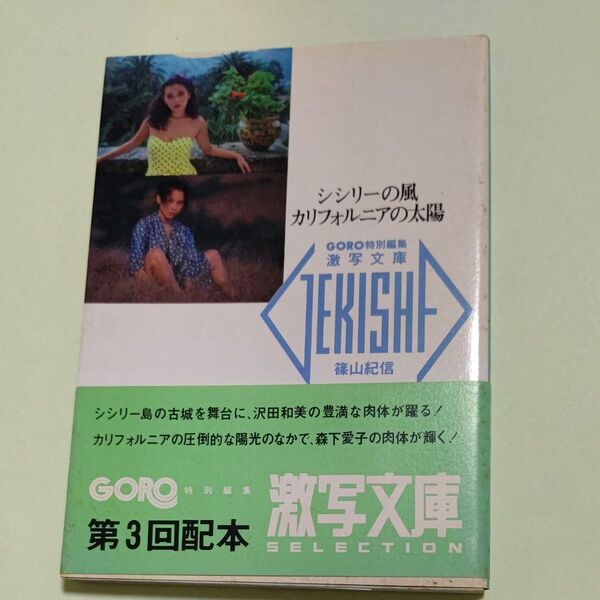 シシリーの風
カリフォルニアの太陽
GORO特別編集
激写文庫
GEKISHA
篠山紀信
シシリー島の古城を舞台に、沢田和美の豊満な肉体が躍る!
カリフォルニアの圧倒的な陽光のなかで、森下愛子の肉体が輝く!
GORO特別編集
激写文庫
第3回配本
SELECTION